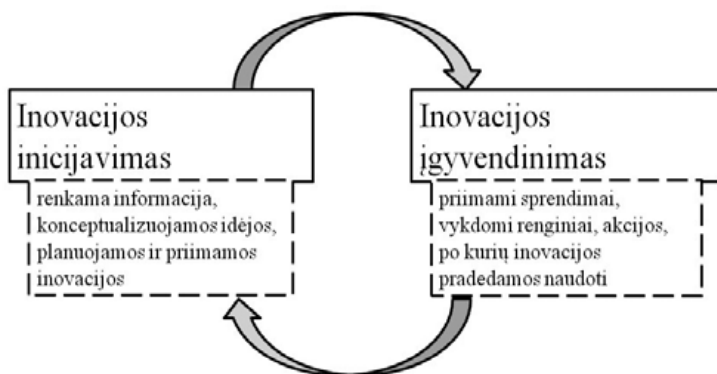 Inovacijos
inicijavimas
renkama informacija,
konceptualizuojamos idėjos,
planuojamos ir priimamos
inovacijos
Inovacijos
įgyvendinimas
priimami sprendimai,
vykdomi renginiai, akcijos,
po kurių inovacijos
pradedamos naudoti